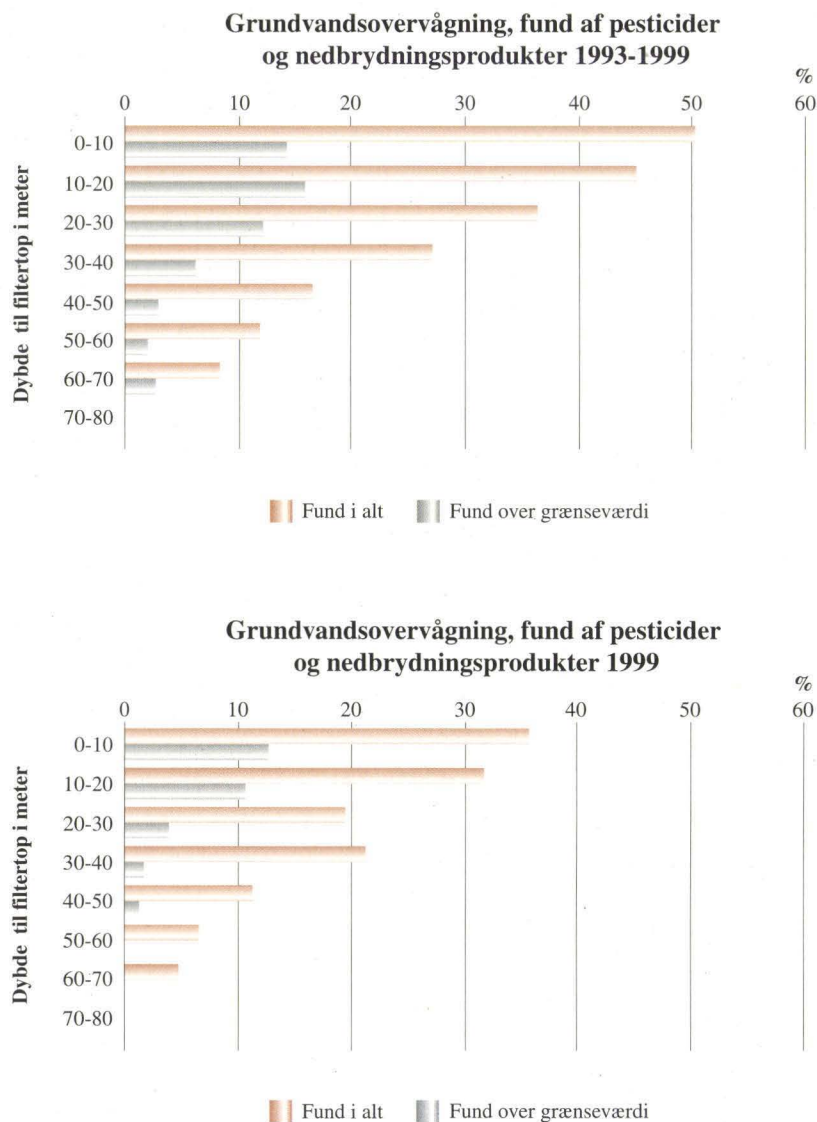 Grundvandsovervågning, fund af pesticider
og nedbrydningsprodukter 1993-1999
%
0 10 20 30 40 50 60
Dybde til filtertop i meter
0-10
10-20
20-30
30-40
40-50
50-60
60-70
70-80
Fund i alt Fund over grænseværdi
Grundvandsovervågning, fund af pesticider
og nedbrydningsprodukter 1999
%
0 10 20 30 40 50 60
Dybde til filtertop i meter
0-10
10-20
20-30
30-40
40-50
50-60
60-70
70-80
Fund i alt Fund over grænseværdi